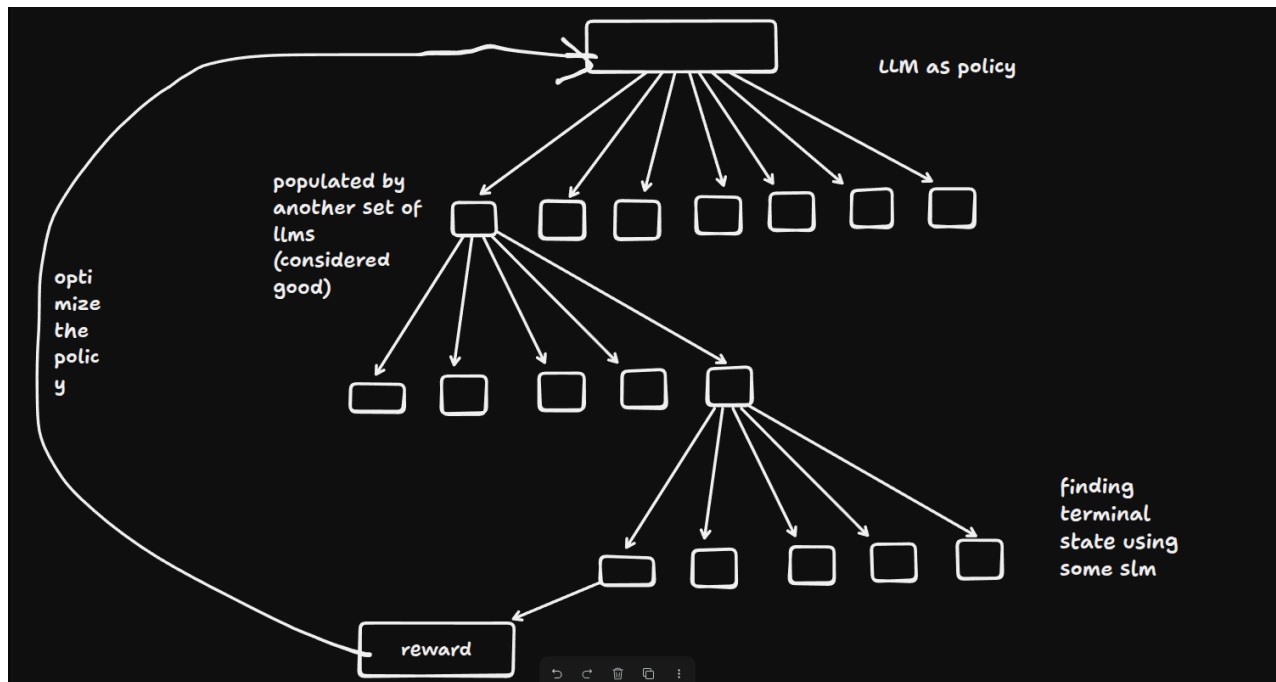 LLM as policy
populated by
another set of
llms
(considered
good)
opti
mize
the
polic
y
finding
terminal
state using
some slm
reward